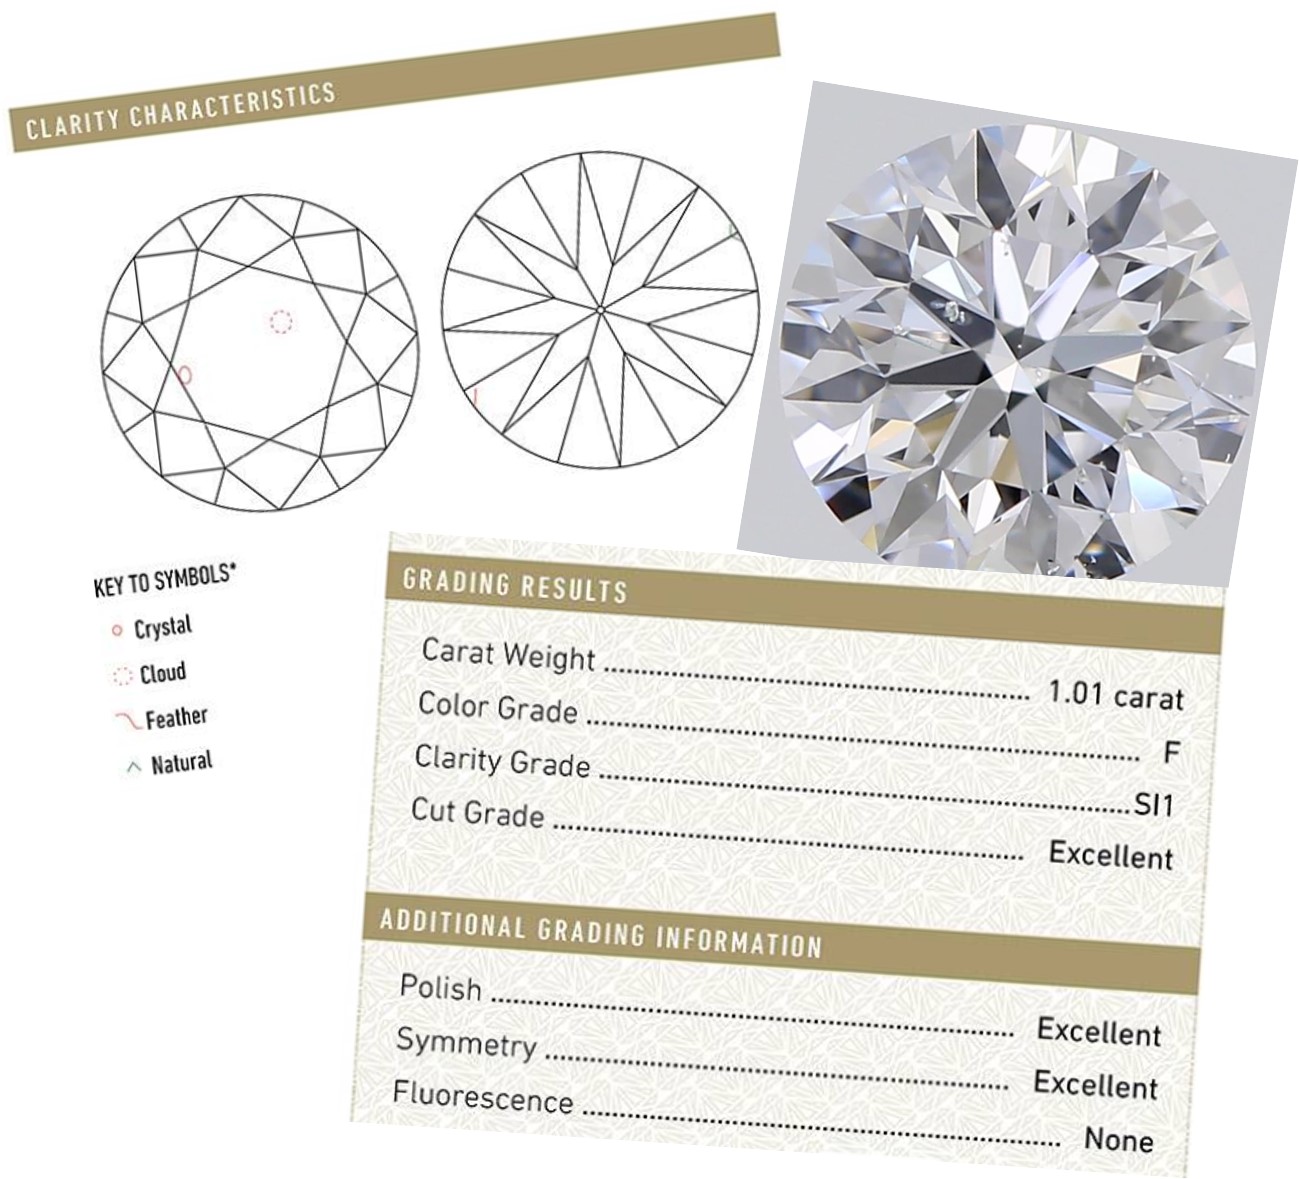 CLARITY CHARACTERISTICS
KEY TO SYMBOLS*
Crystal
Cloud
Feather
Natural
GRADING RESULTS
Carat Weight ........ 1.01 carat
Color Grade ........ F
Clarity Grade ........ SI1
Cut Grade ........ Excellent
ADDITIONAL GRADING INFORMATION
Polish ........ Excellent
Symmetry ........ Excellent
Fluorescence ........ None